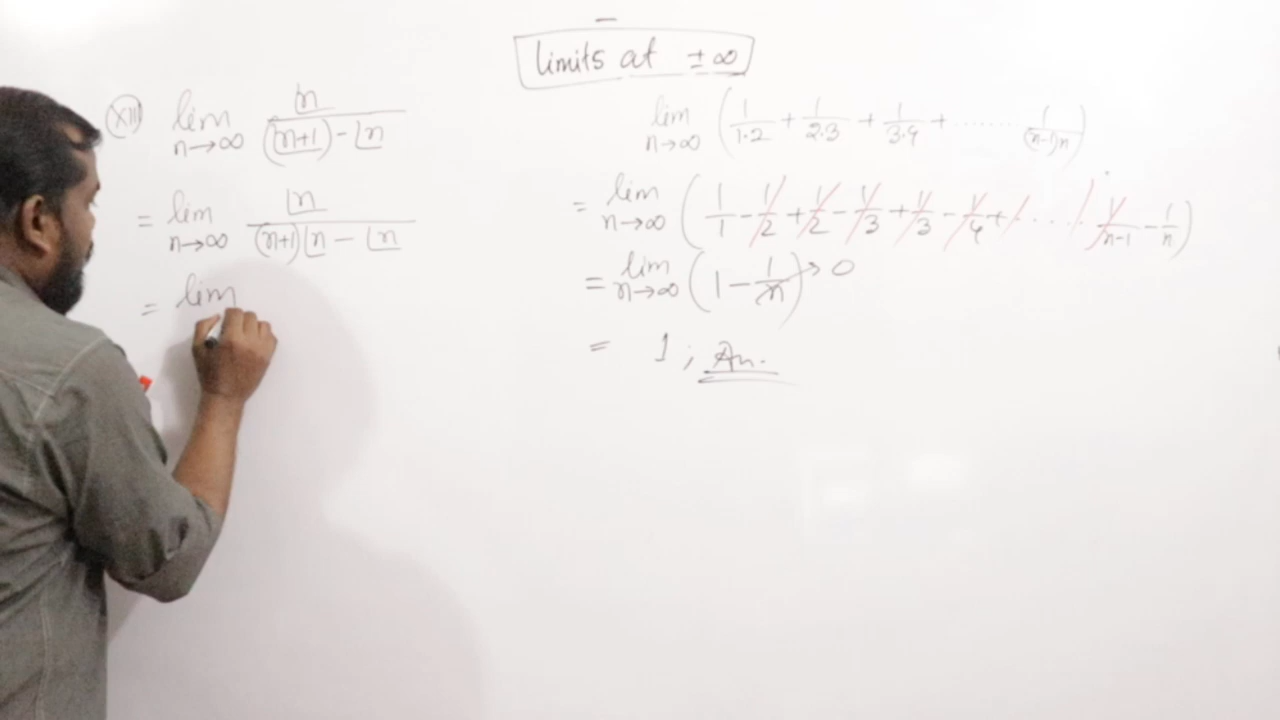 Limits at ±∞
(XII) lim n→∞ ⌊n / (⌊(n+1) - ⌊n)
= lim n→∞ ⌊n / ((n+1)⌊n - ⌊n)
= lim
lim n→∞ (1/1·2 + 1/2·3 + 1/3·4 + ........ 1/(n-1)n)
= lim n→∞ (1/1 - 1/2 + 1/2 - 1/3 + 1/3 - 1/4 + ..... 1/n-1 - 1/n)
= lim n→∞ (1 - 1/n) → 0
= 1 ; An.